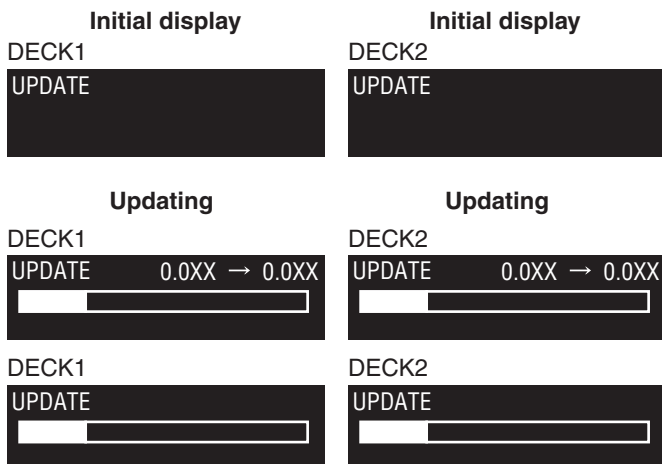 Initial display
DECK1
UPDATE
Initial display
DECK2
UPDATE
Updating
DECK1
UPDATE 0.0XX → 0.0XX
DECK1
UPDATE
Updating
DECK2
UPDATE 0.0XX → 0.0XX
DECK2
UPDATE